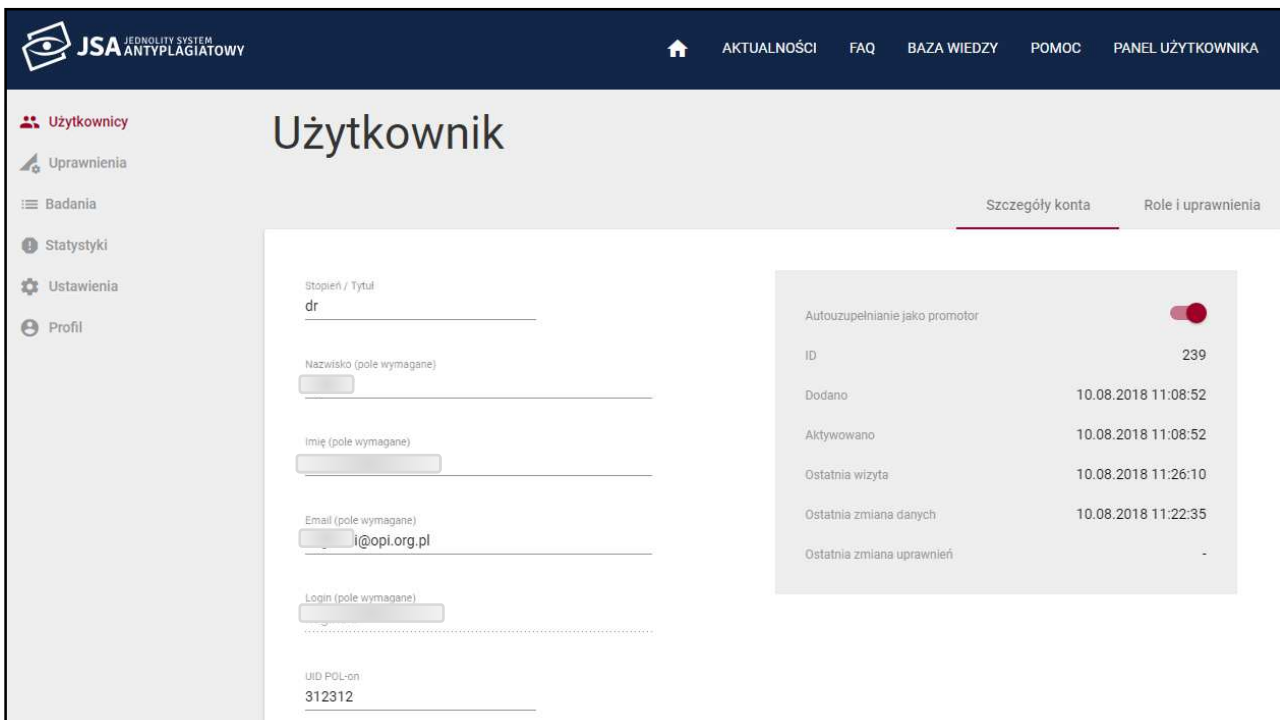 JSA JEDNOLITY SYSTEM
ANTYPLAGIATOWY
AKTUALNOŚCI FAQ BAZA WIEDZY POMOC PANEL UŻYTKOWNIKA
Użytkownicy
Uprawnienia
Badania
Statystyki
Ustawienia
Profil
Użytkownik
Szczegóły konta Role i uprawnienia
Stopień / Tytuł
dr
Nazwisko (pole wymagane)
Imię (pole wymagane)
Email (pole wymagane)
i@opi.org.pl
Login (pole wymagane)
UID POL-on
312312
Autouzupełnianie jako promotor
ID 239
Dodano 10.08.2018 11:08:52
Aktywowano 10.08.2018 11:08:52
Ostatnia wizyta 10.08.2018 11:26:10
Ostatnia zmiana danych 10.08.2018 11:22:35
Ostatnia zmiana uprawnień -